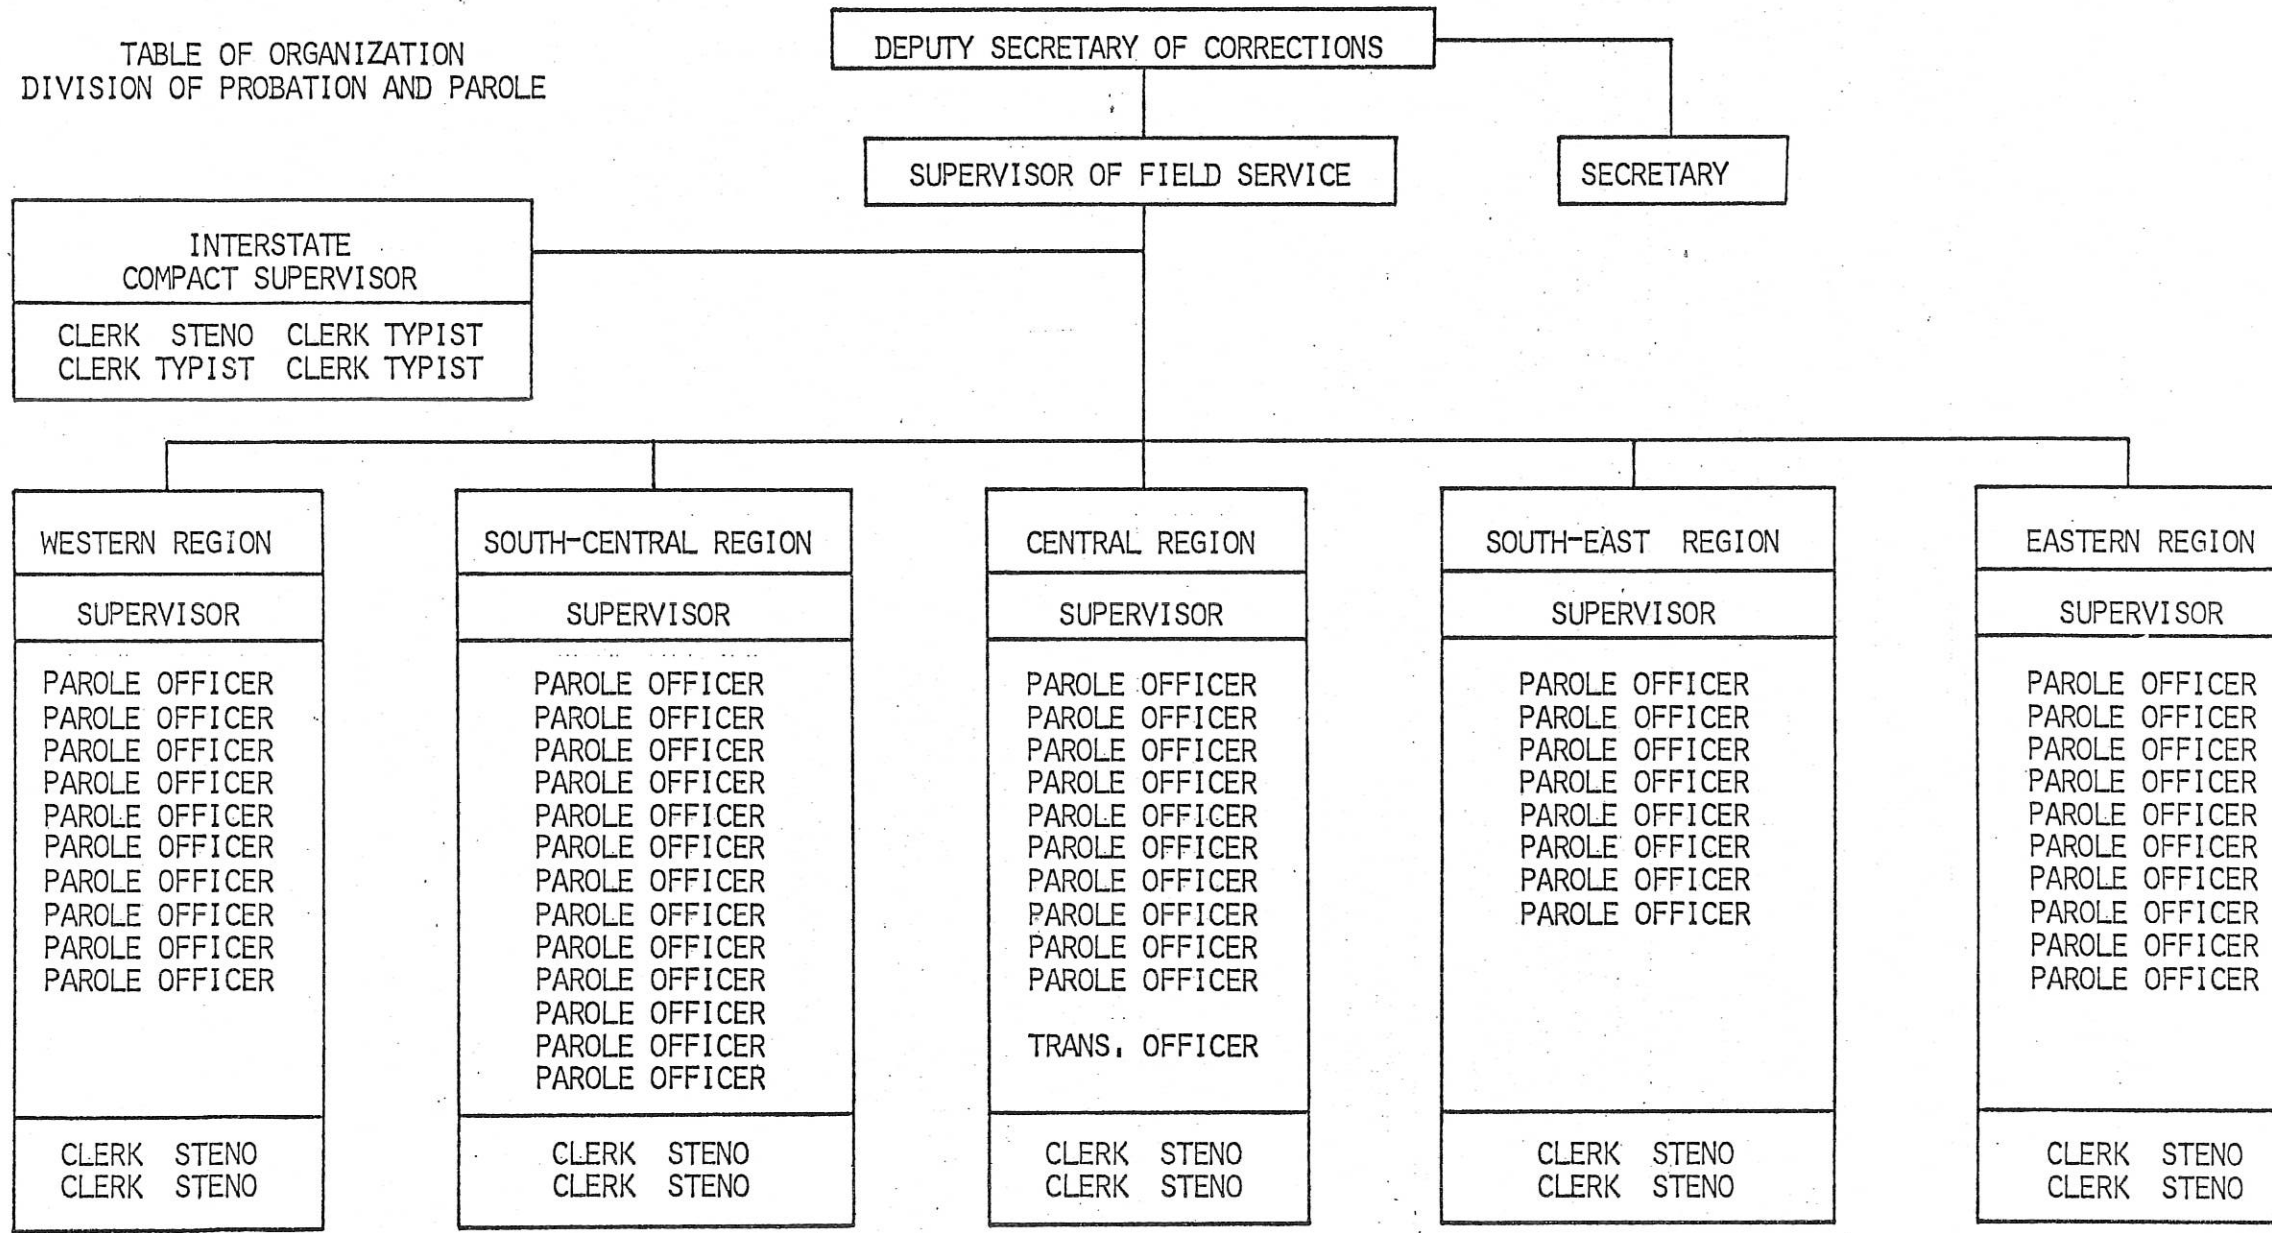 TABLE OF ORGANIZATION
DIVISION OF PROBATION AND PAROLE
DEPUTY SECRETARY OF CORRECTIONS
SUPERVISOR OF FIELD SERVICE
SECRETARY
INTERSTATE
COMPACT SUPERVISOR
CLERK STENO CLERK TYPIST
CLERK TYPIST CLERK TYPIST
WESTERN REGION
SUPERVISOR
PAROLE OFFICER
PAROLE OFFICER
PAROLE OFFICER
PAROLE OFFICER
PAROLE OFFICER
PAROLE OFFICER
PAROLE OFFICER
PAROLE OFFICER
PAROLE OFFICER
PAROLE OFFICER
CLERK STENO
CLERK STENO
SOUTH-CENTRAL REGION
SUPERVISOR
PAROLE OFFICER
PAROLE OFFICER
PAROLE OFFICER
PAROLE OFFICER
PAROLE OFFICER
PAROLE OFFICER
PAROLE OFFICER
PAROLE OFFICER
PAROLE OFFICER
PAROLE OFFICER
PAROLE OFFICER
PAROLE OFFICER
PAROLE OFFICER
CLERK STENO
CLERK STENO
CENTRAL REGION
SUPERVISOR
PAROLE OFFICER
PAROLE OFFICER
PAROLE OFFICER
PAROLE OFFICER
PAROLE OFFICER
PAROLE OFFICER
PAROLE OFFICER
PAROLE OFFICER
PAROLE OFFICER
PAROLE OFFICER
TRANS. OFFICER
CLERK STENO
CLERK STENO
SOUTH-EAST REGION
SUPERVISOR
PAROLE OFFICER
PAROLE OFFICER
PAROLE OFFICER
PAROLE OFFICER
PAROLE OFFICER
PAROLE OFFICER
PAROLE OFFICER
PAROLE OFFICER
CLERK STENO
CLERK STENO
EASTERN REGION
SUPERVISOR
PAROLE OFFICER
PAROLE OFFICER
PAROLE OFFICER
PAROLE OFFICER
PAROLE OFFICER
PAROLE OFFICER
PAROLE OFFICER
PAROLE OFFICER
PAROLE OFFICER
PAROLE OFFICER
CLERK STENO
CLERK STENO